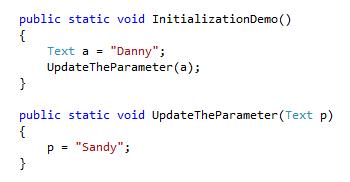 public static void InitializationDemo()
{
    Text a = "Danny";
    UpdateTheParameter(a);
}

public static void UpdateTheParameter(Text p)
{
    p = "Sandy";
}